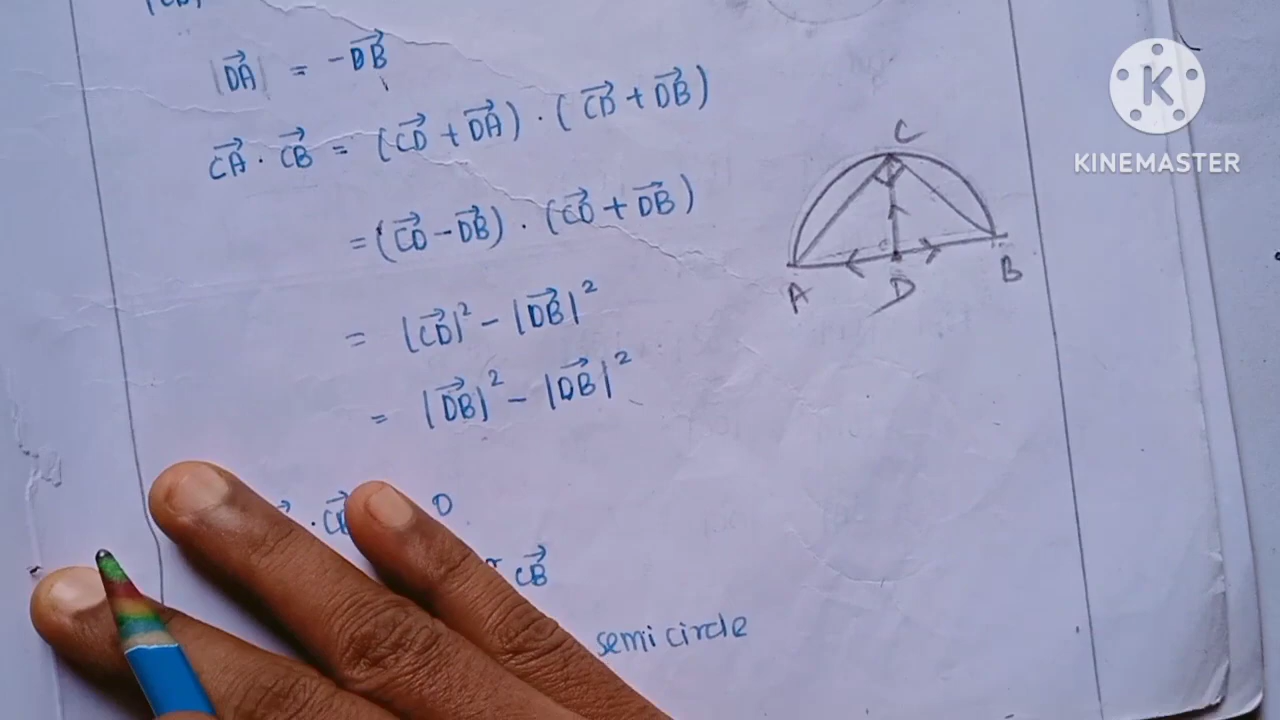 |DA⃗| = -DB⃗
CA⃗ . CB⃗ = (CD⃗ + DA⃗) . (CD⃗ + DB⃗)
= (CD⃗ - DB⃗) . (CD⃗ + DB⃗)
= |CD⃗|² - |DB⃗|²
= |DB⃗|² - |DB⃗|²
0
CB⃗
semi circle
C
A
D
B
K
KINEMASTER